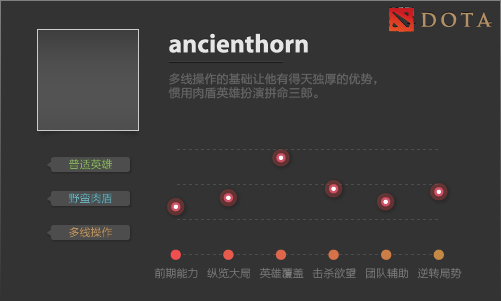 DOTA
ancienthorn
多线操作的基础让他有得天独厚的优势，
惯用肉盾英雄扮演拼命三郎。
普适英雄
野蛮肉盾
多线操作
前期能力 纵览大局 英雄覆盖 击杀欲望 团队辅助 逆转局势